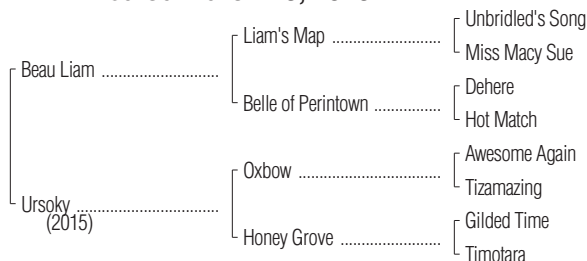 Unbridled's Song
Liam's Map ....................
Miss Macy Sue
Beau Liam ......................
Dehere
Belle of Perintown ...............
Hot Match
Awesome Again
Oxbow ...........................
Tizamazing
Ursoky ...........................
(2015)
Gilded Time
Honey Grove ...................
Timotara